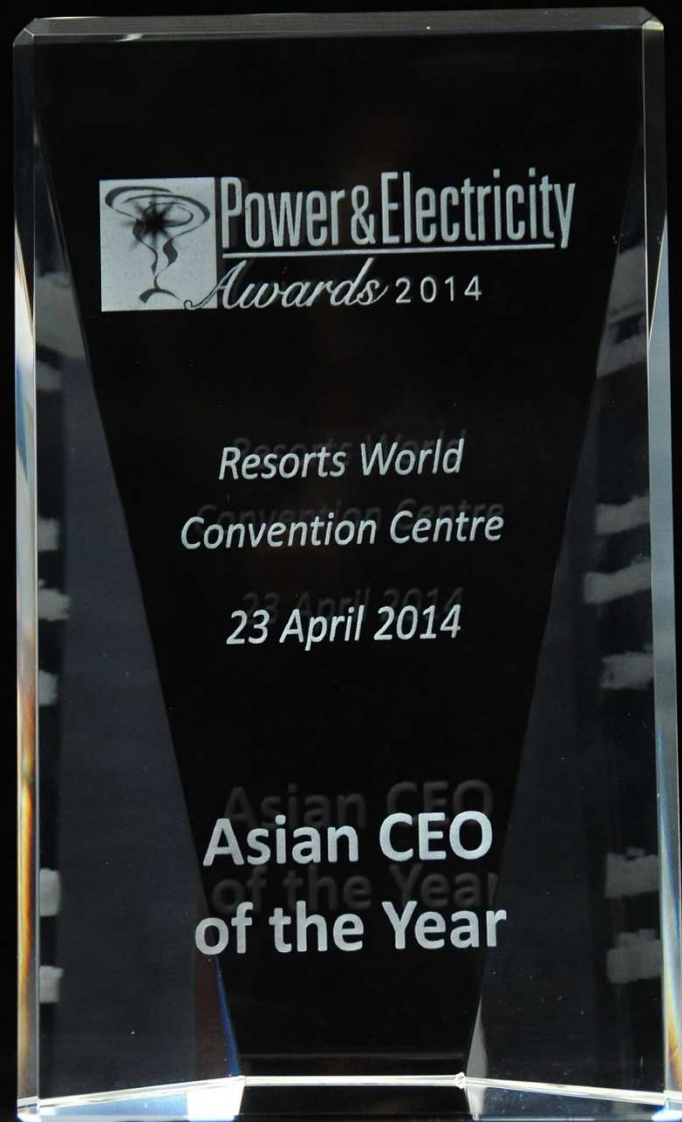 Power&Electricity
Awards 2014
Resorts World
Convention Centre
23 April 2014
Asian CEO
of the Year